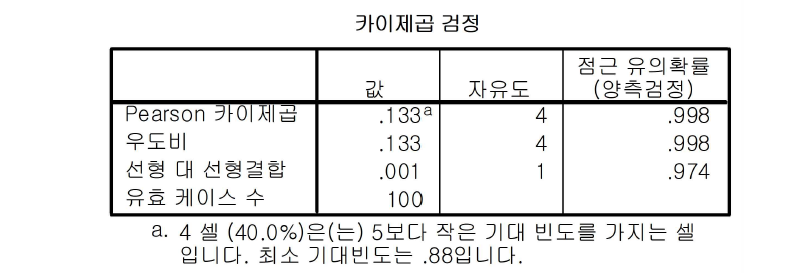 카이제곱 검정
값 자유도 점근 유의확률 (양측검정)
Pearson 카이제곱 .133a 4 .998
우도비 .133 4 .998
선형 대 선형결합 .001 1 .974
유효 케이스 수 100
a. 4 셀 (40.0%)은(는) 5보다 작은 기대 빈도를 가지는 셀
입니다. 최소 기대빈도는 .88입니다.